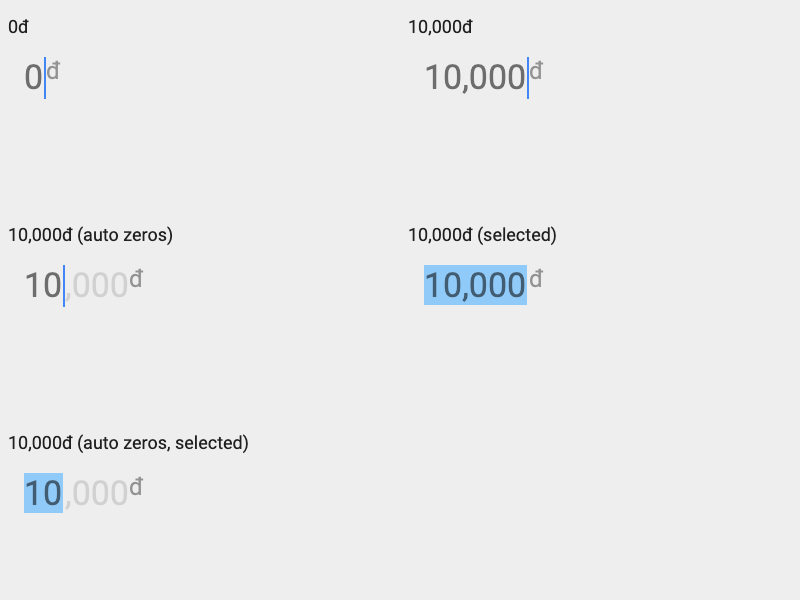 0đ
0đ
10,000đ
10,000đ
10,000đ (auto zeros)
10,000đ
10,000đ (selected)
10,000đ
10,000đ (auto zeros, selected)
10,000đ